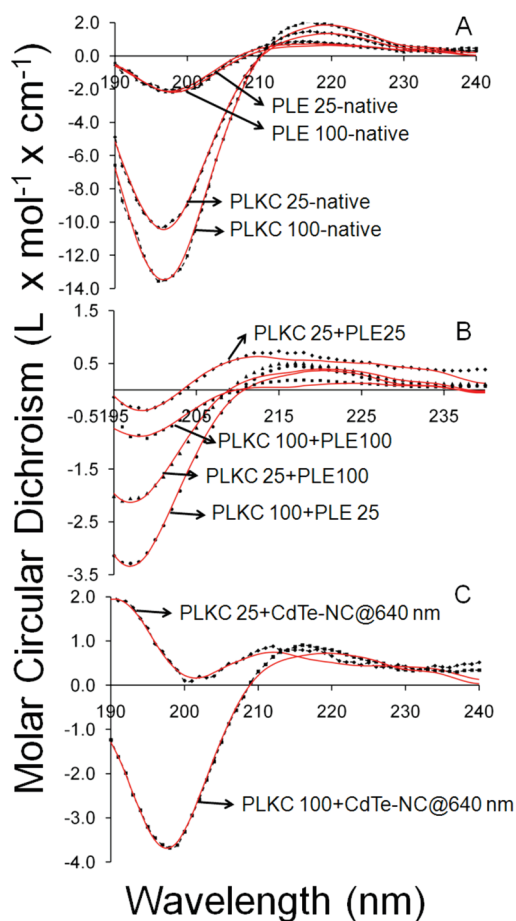 Molar Circular Dichroism (L x mol-1 x cm-1)
A
2.0
0.0
-2.0
-4.0
-6.0
-8.0
-10.0
-12.0
-14.0
190 200 210 220 230 240
PLE 25-native
PLE 100-native
PLKC 25-native
PLKC 100-native
B
1.5
0.5
-0.5
-1.5
-2.5
-3.5
195 205 215 225 235
PLKC 25+PLE25
PLKC 100+PLE100
PLKC 25+PLE100
PLKC 100+PLE 25
C
2.0
1.0
0.0
-1.0
-2.0
-3.0
-4.0
190 200 210 220 230 240
PLKC 25+CdTe-NC@640 nm
PLKC 100+CdTe-NC@640 nm
Wavelength (nm)